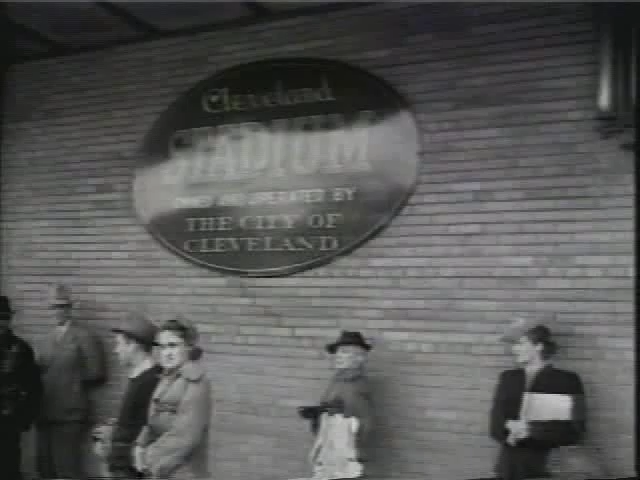 Cleveland
STADIUM
OWNED AND OPERATED BY
THE CITY OF
CLEVELAND